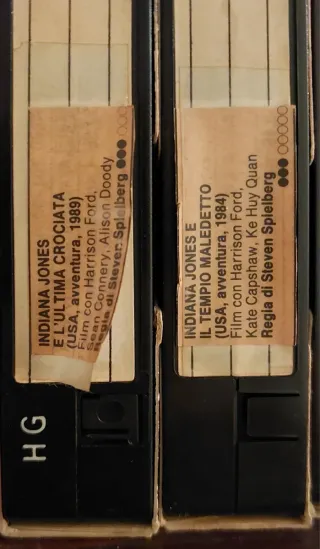 INDIANA JONES
E L'ULTIMA CROCIATA
(USA, avventura, 1989)
Film con Harrison Ford,
Sean Connery, Alison Doody
Regia di Steven Spielberg ●●●○○
HG
INDIANA JONES E
IL TEMPIO MALEDETTO
(USA, avventura, 1984)
Film con Harrison Ford,
Kate Capshaw, Ke Huy Quan
Regia di Steven Spielberg
●●●○○○○○